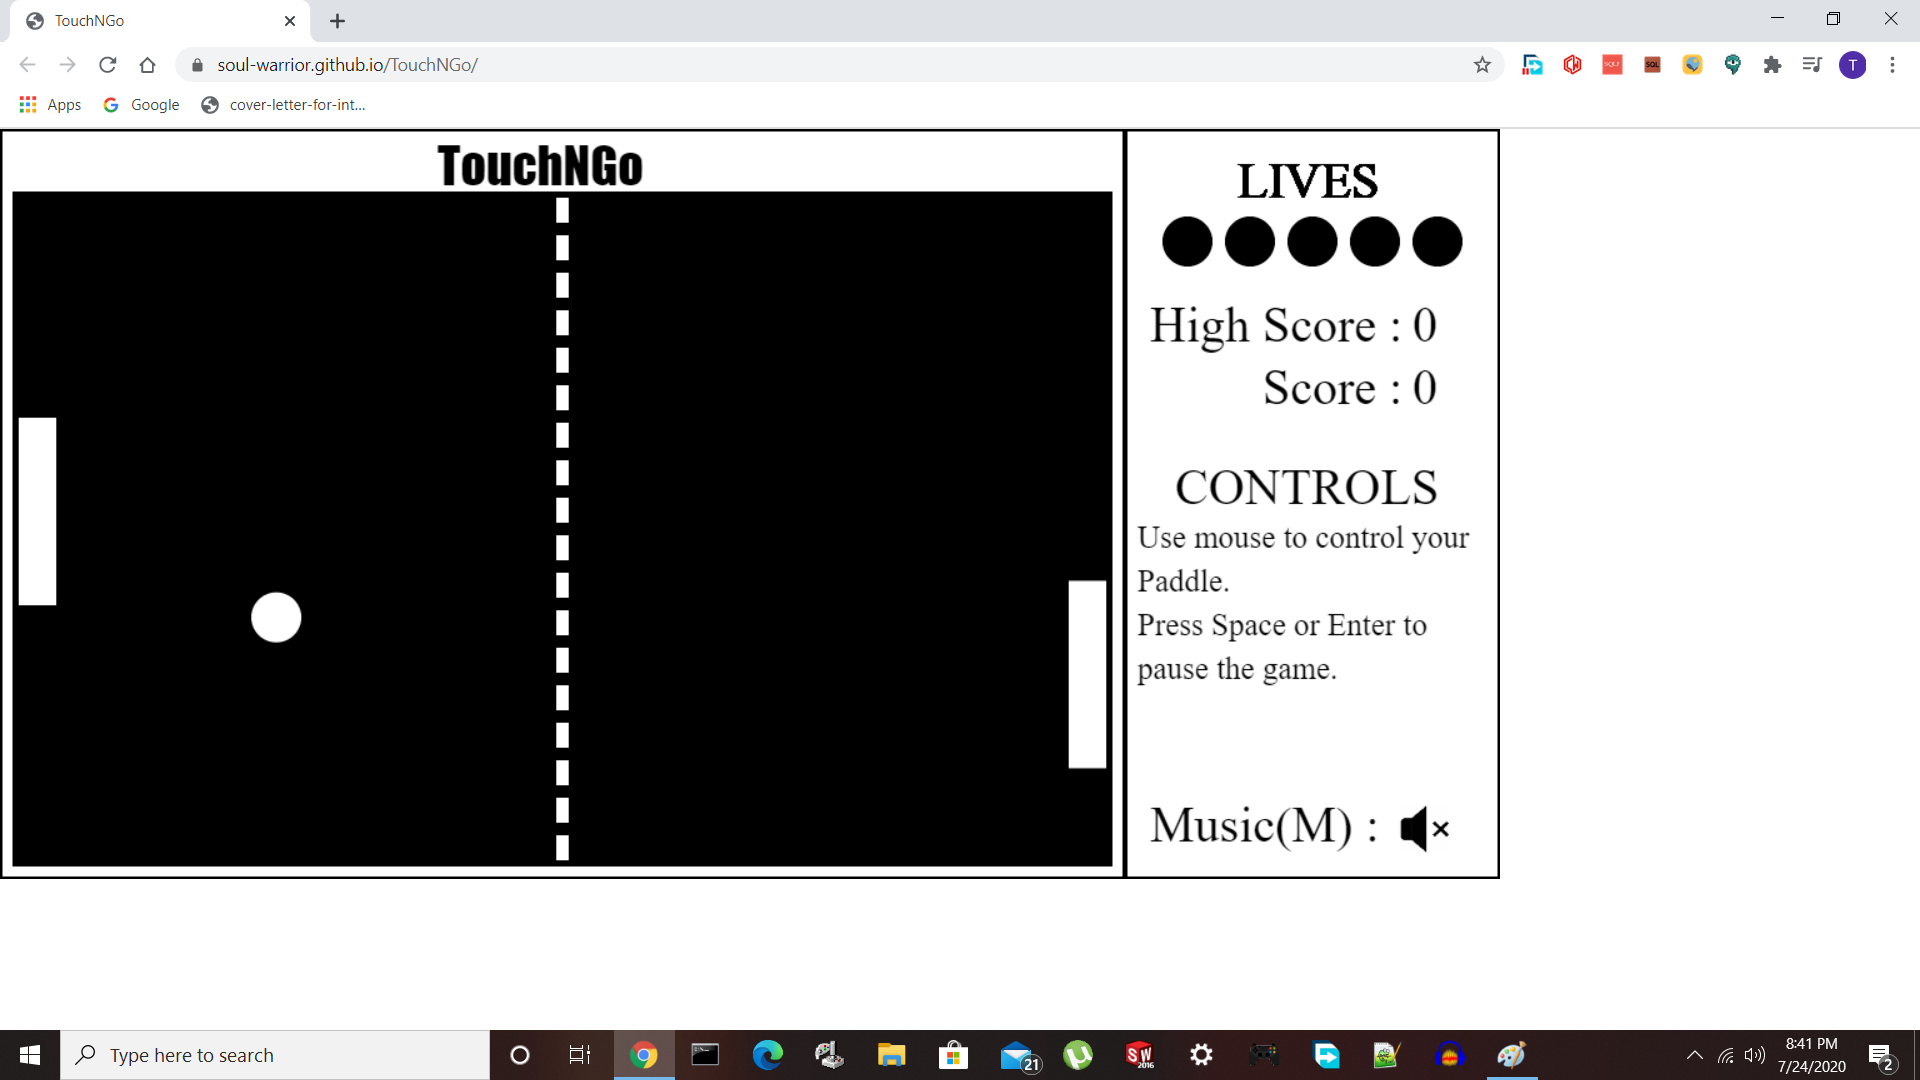 TouchNGo
soul-warrior.github.io/TouchNGo/
T
Apps
Google
cover-letter-for-int...
TouchNGo
LIVES
High Score : 0
Score : 0
CONTROLS
Use mouse to control your
Paddle.
Press Space or Enter to
pause the game.
Music(M) :
Type here to search
21
SW
2016
8:41 PM
7/24/2020
2